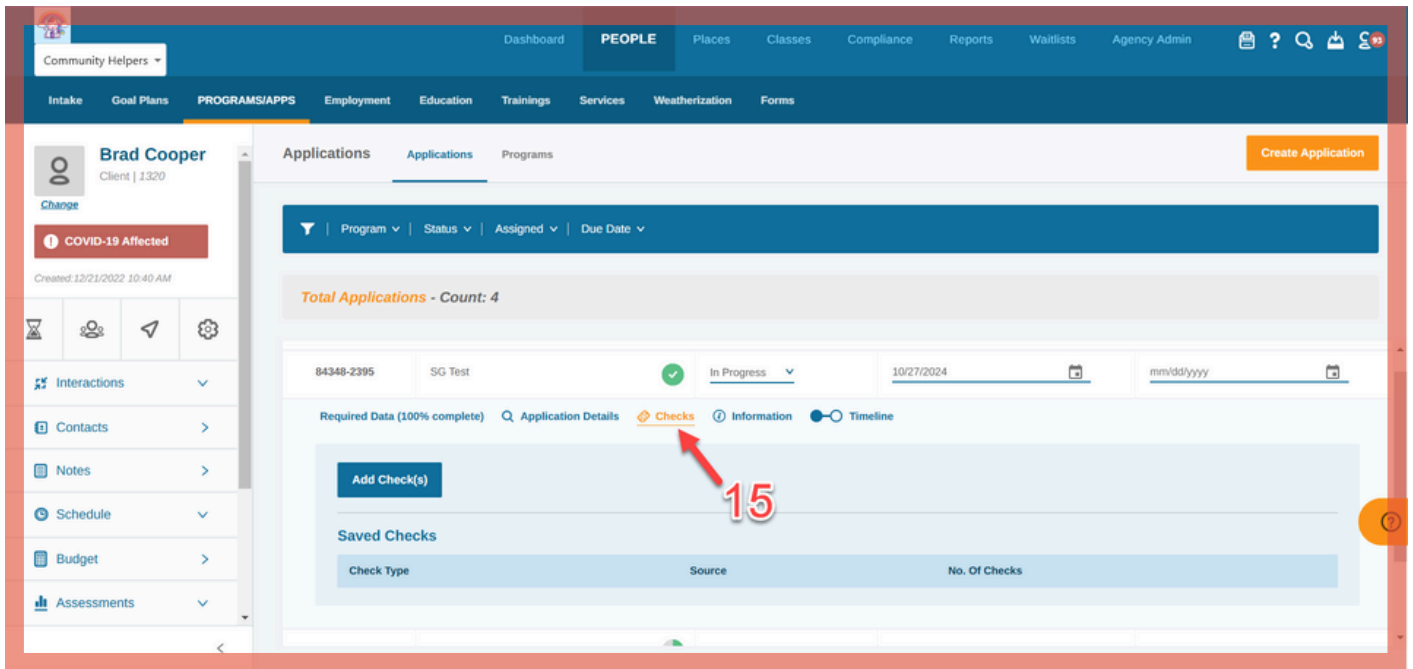 Community Helpers
Dashboard PEOPLE Places Classes Compliance Reports Waitlists Agency Admin ? 93
Intake Goal Plans PROGRAMS/APPS Employment Education Trainings Services Weatherization Forms
Brad Cooper
Client | 1320
Change
COVID-19 Affected
Created:12/21/2022 10:40 AM
Interactions
Contacts
Notes
Schedule
Budget
Assessments
Applications Applications Programs Create Application
Program | Status | Assigned | Due Date
Total Applications - Count: 4
84348-2395 SG Test In Progress 10/27/2024 mm/dd/yyyy
Required Data (100% complete) Application Details Checks Information Timeline
Add Check(s)
15
Saved Checks
Check Type Source No. Of Checks